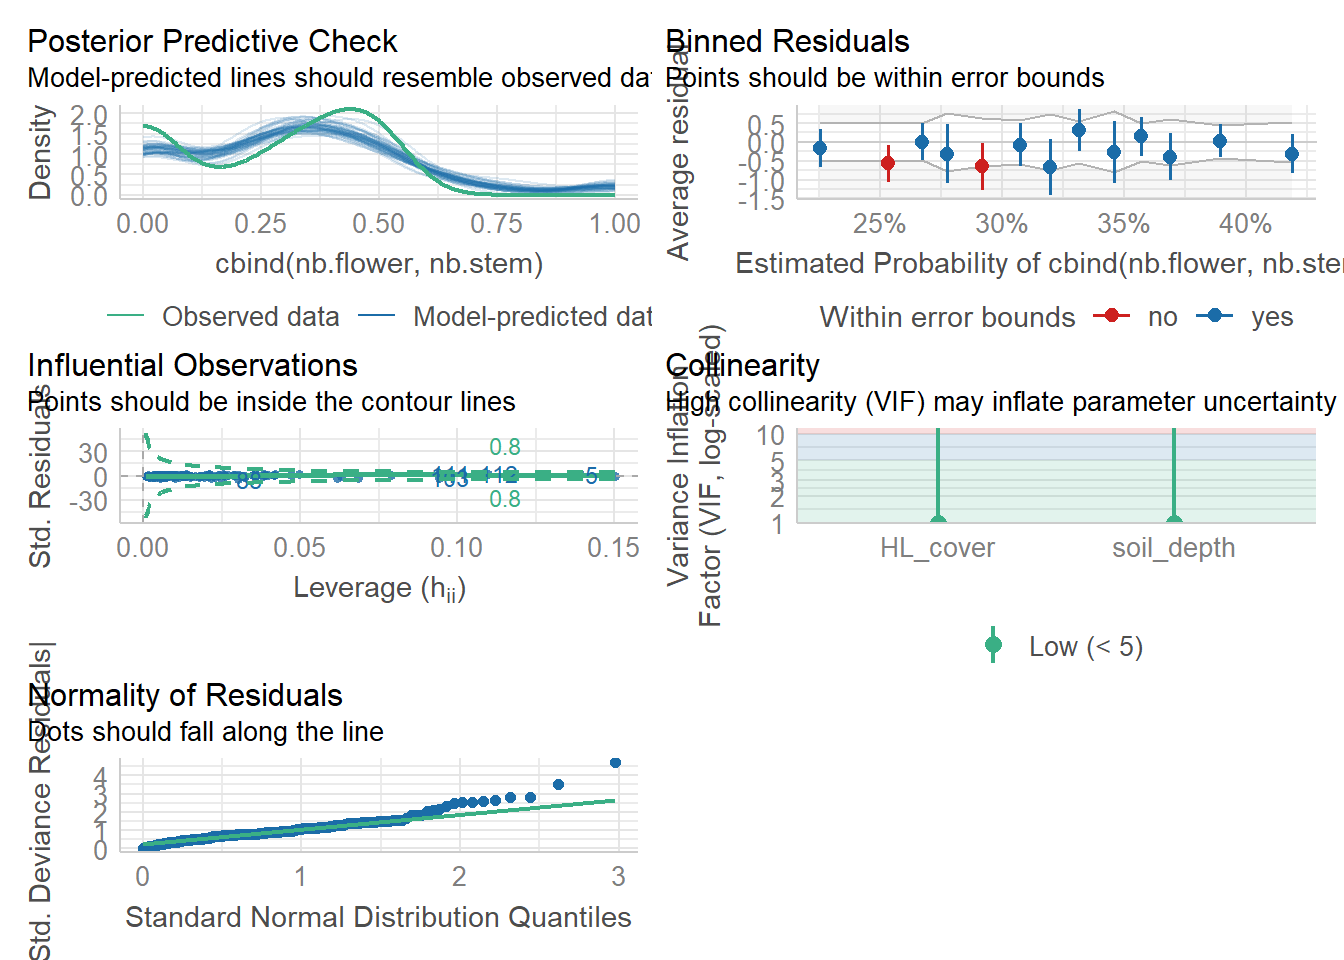 Posterior Predictive Check
Model-predicted lines should resemble observed dat
Density
2.0
1.5
1.0
0.5
0.0
0.00 0.25 0.50 0.75 1.00
cbind(nb.flower, nb.stem)
Observed data Model-predicted dat
Binned Residuals
Points should be within error bounds
Average residual
0.5
0.0
-0.5
-1.0
-1.5
25% 30% 35% 40%
Estimated Probability of cbind(nb.flower, nb.ste
Within error bounds no yes
Influential Observations
Points should be inside the contour lines
Std. Residuals
30
0
-30
0.8
0.8
0.00 0.05 0.10 0.15
Leverage (hii)
Collinearity
High collinearity (VIF) may inflate parameter uncertainty
Variance Inflation
Factor (VIF, log-scaled)
10
5
3
2
1
HL_cover soil_depth
Low (< 5)
Normality of Residuals
Dots should fall along the line
Std. Deviance Residuals|
4
3
2
1
0
0 1 2 3
Standard Normal Distribution Quantiles